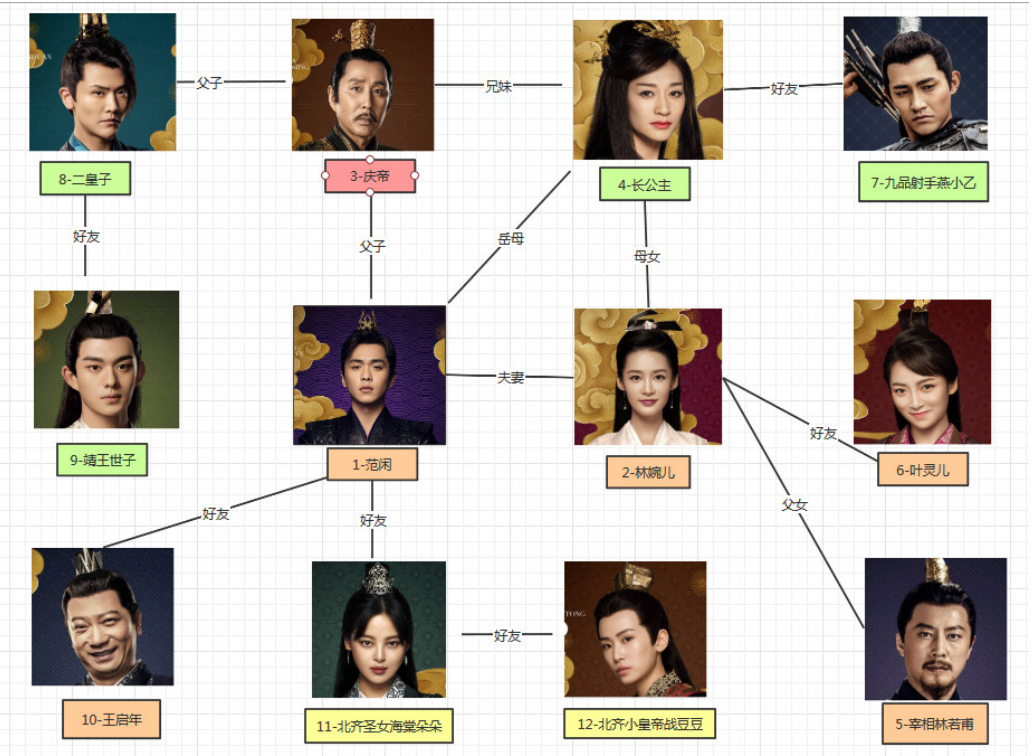 父子
兄妹
好友
8-二皇子
3-庆帝
4-长公主
7-九品射手燕小乙
好友
父子
岳母
母女
夫妻
好友
9-靖王世子
1-范闲
2-林婉儿
6-叶灵儿
好友
好友
父女
TONG
好友
10-王启年
11-北齐圣女海棠朵朵
12-北齐小皇帝战豆豆
5-宰相林若甫